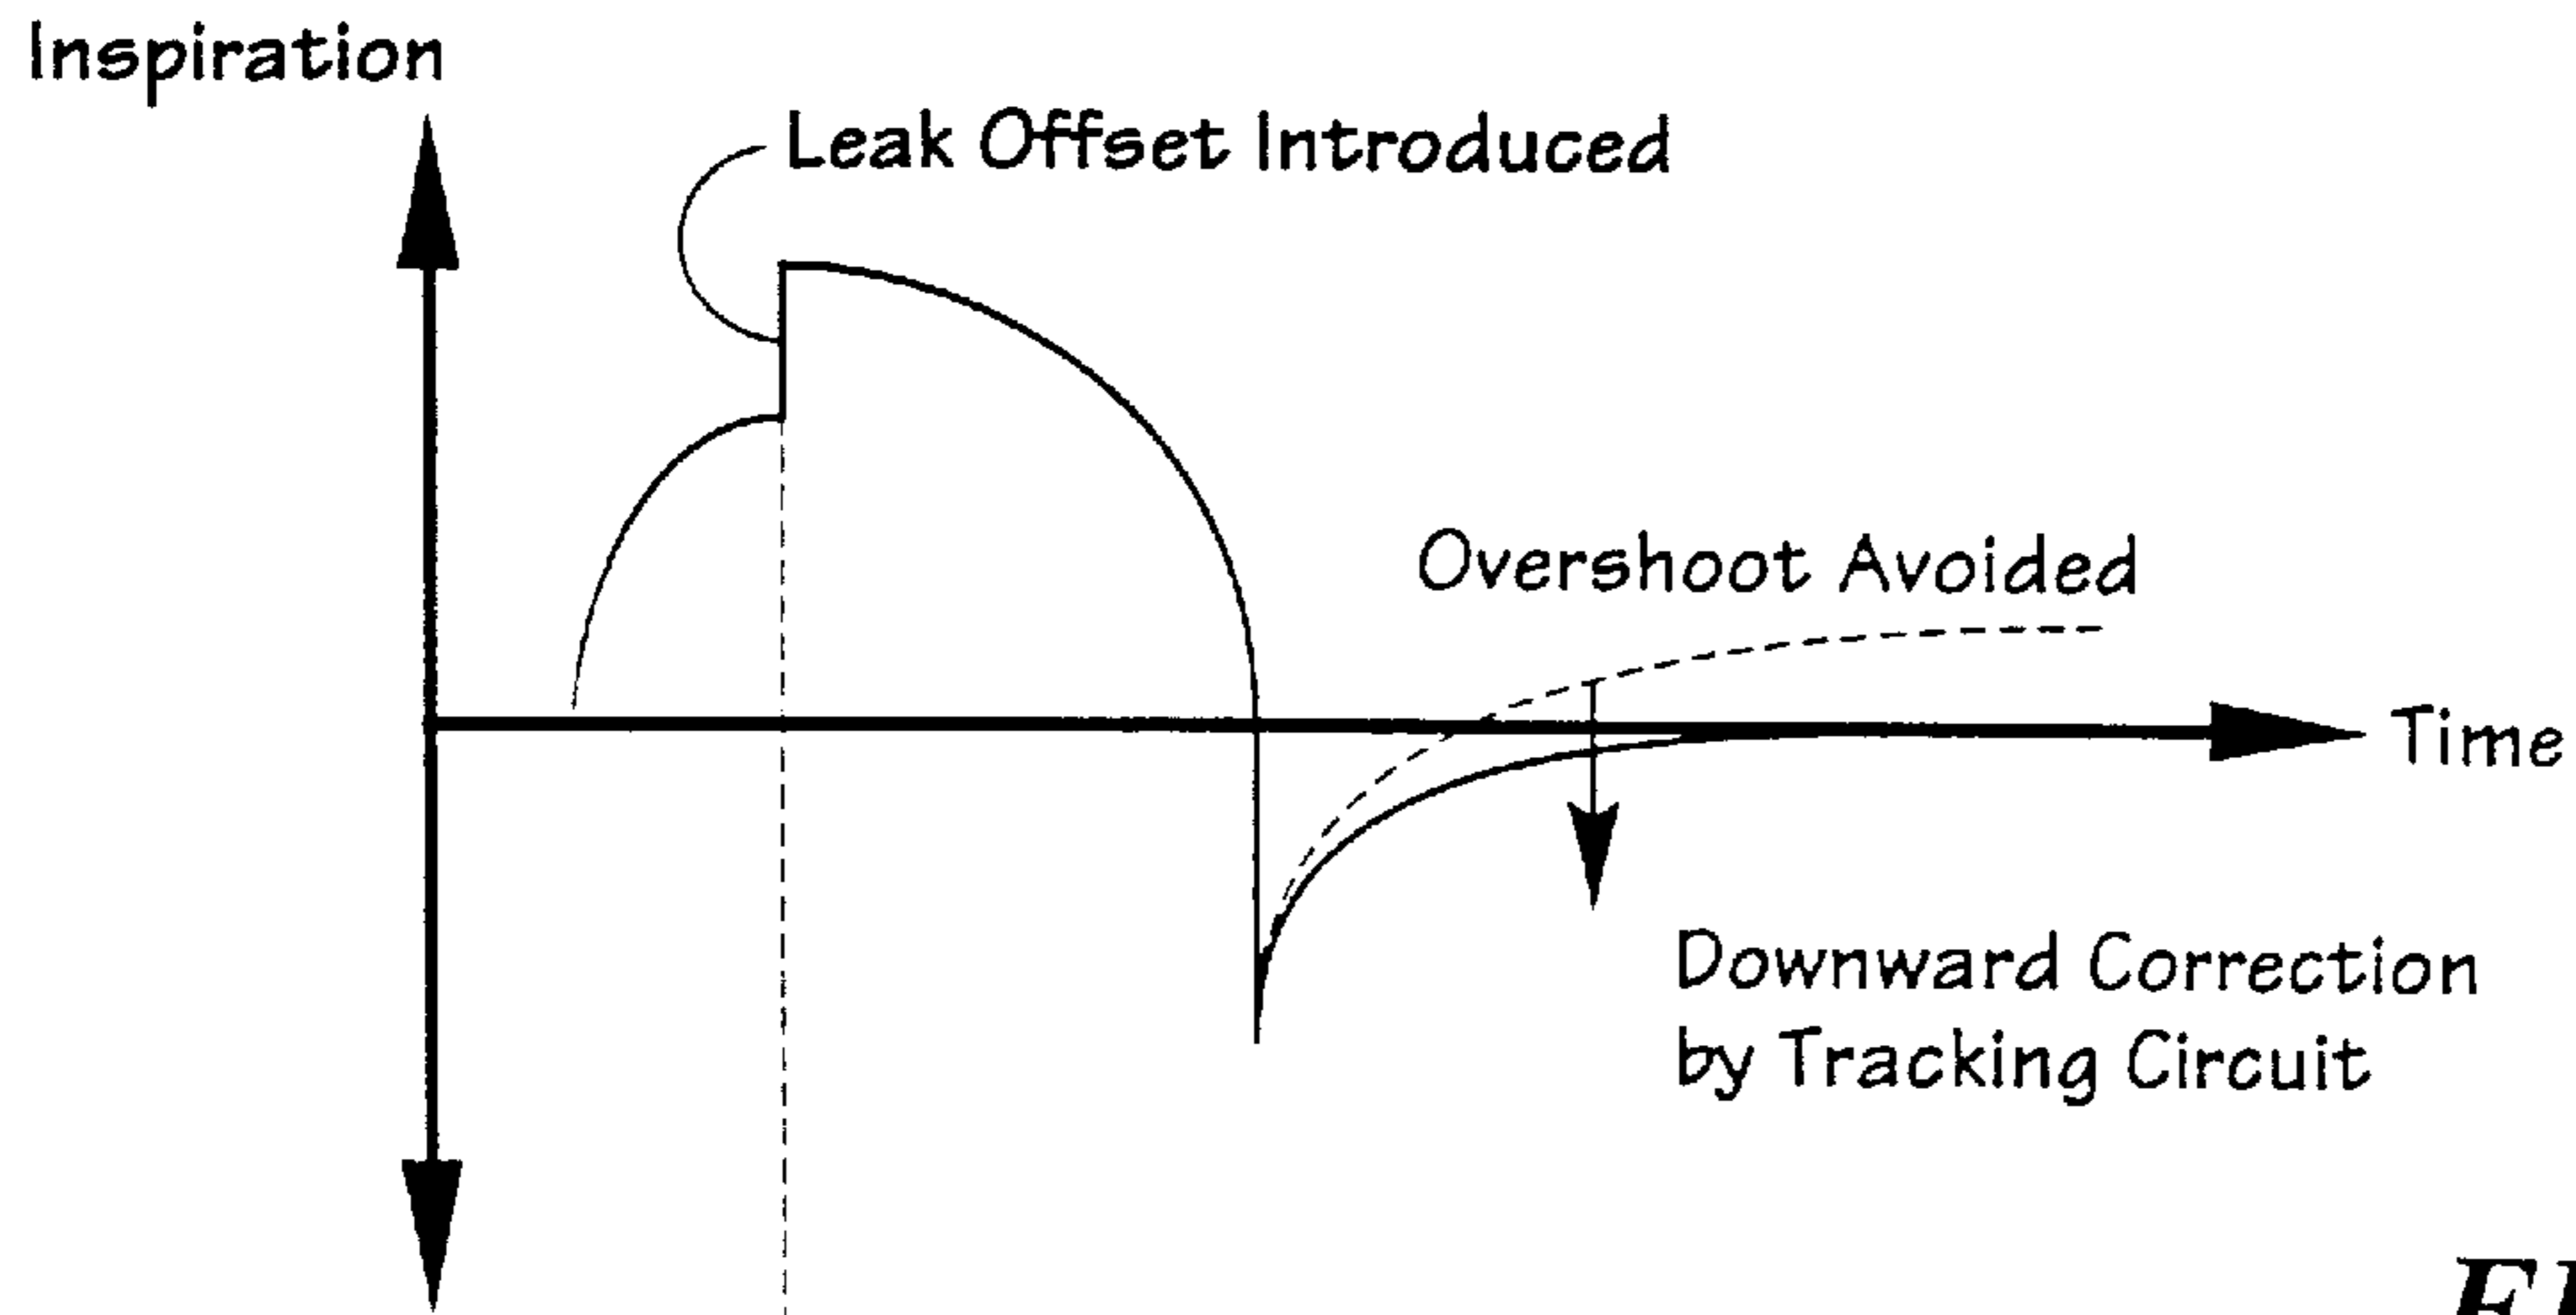 Inspiration
Leak Offset Introduced
Overshoot Avoided
Time
Downward Correction
by Tracking Circuit